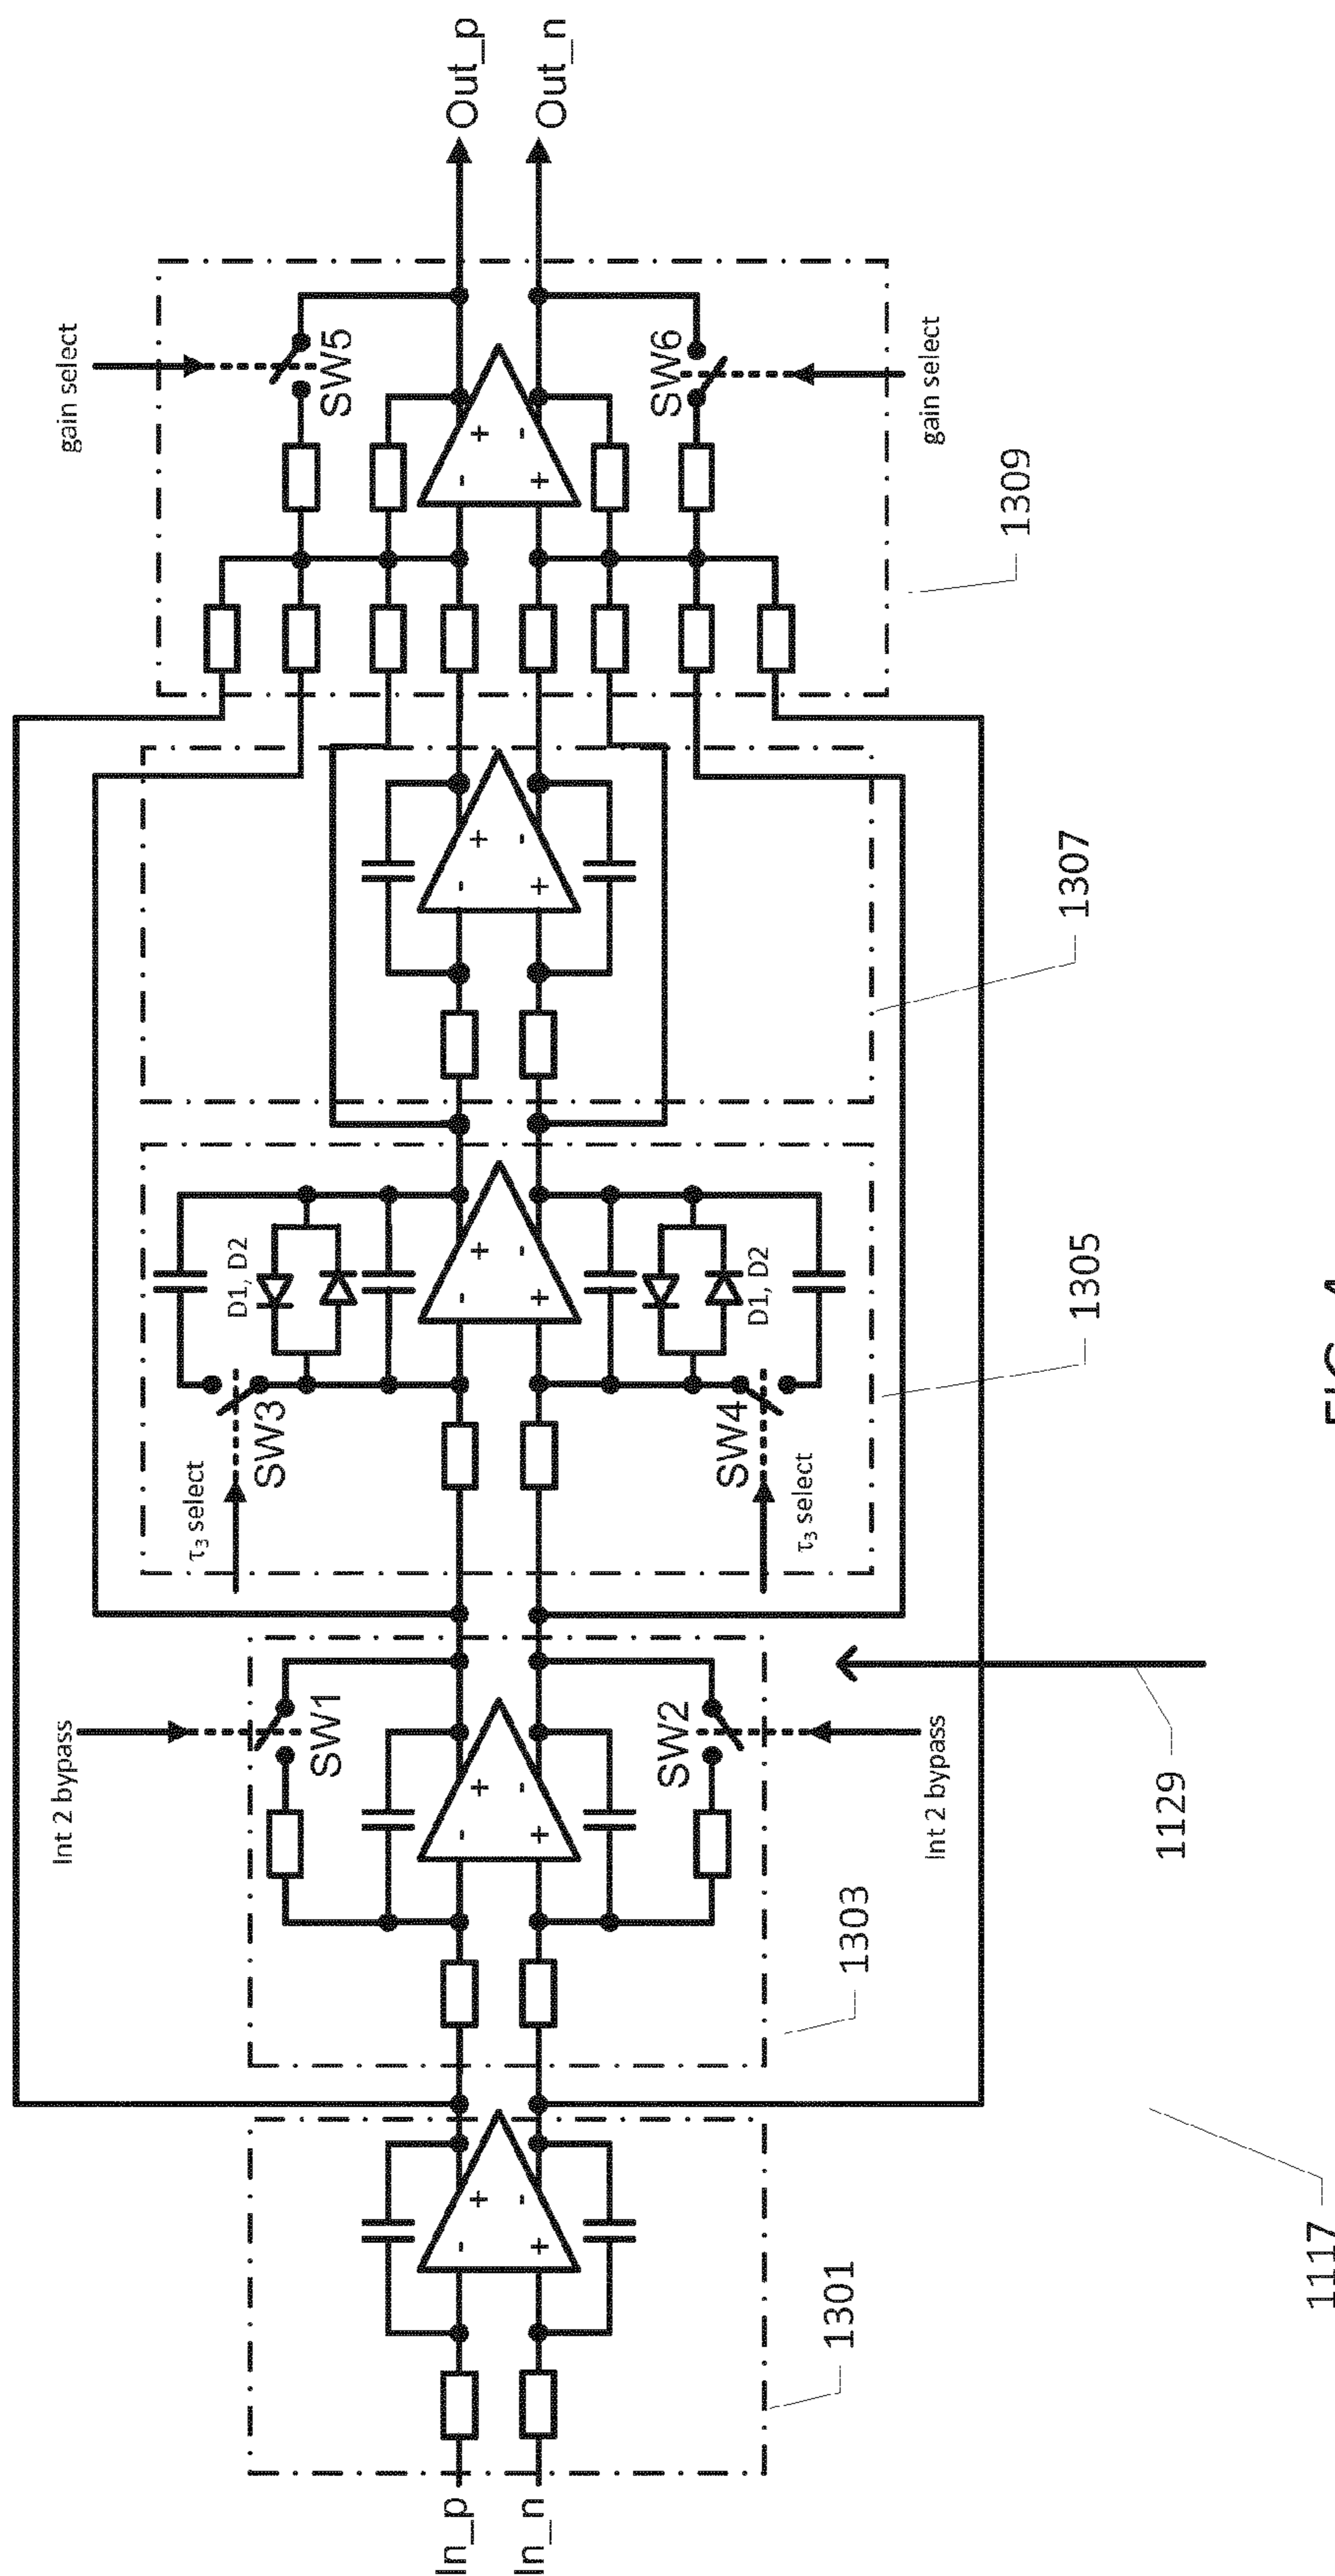 In_p
In_n
1301
Int 2 bypass
SW1
- +
+ -
SW2
Int 2 bypass
1303
1129
τ3 select
SW3
D1, D2
- +
+ -
D1, D2
SW4
τ3 select
1305
- +
+ -
1307
gain select
SW5
- +
+ -
SW6
gain select
1309
Out_p
Out_n
- +
+ -
1117